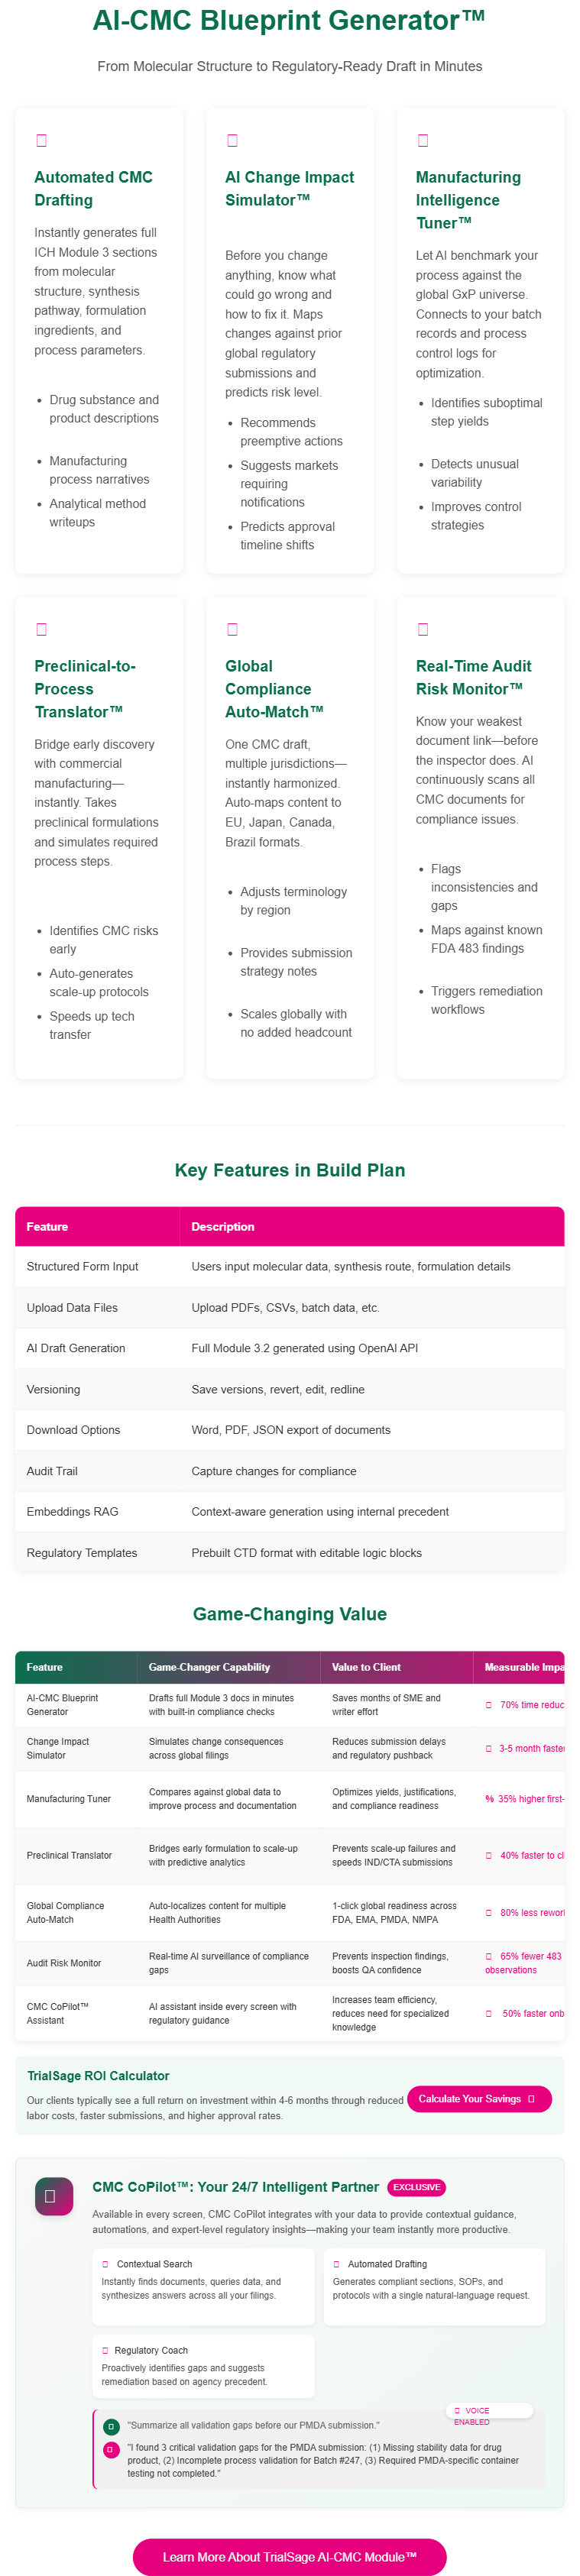 AI-CMC Blueprint Generator™
From Molecular Structure to Regulatory-Ready Draft in Minutes
Automated CMC
Drafting
Instantly generates full
ICH Module 3 sections
from molecular
structure, synthesis
pathway, formulation
ingredients, and
process parameters.
• Drug substance and
product descriptions
• Manufacturing
process narratives
• Analytical method
writeups
AI Change Impact
Simulator™
Before you change
anything, know what
could go wrong and
how to fix it. Maps
changes against prior
global regulatory
submissions and
predicts risk level.
• Recommends
preemptive actions
• Suggests markets
requiring
notifications
• Predicts approval
timeline shifts
Manufacturing
Intelligence
Tuner™
Let AI benchmark your
process against the
global GxP universe.
Connects to your batch
records and process
control logs for
optimization.
• Identifies suboptimal
step yields
• Detects unusual
variability
• Improves control
strategies
Preclinical-to-
Process
Translator™
Bridge early discovery
with commercial
manufacturing—
instantly. Takes
preclinical formulations
and simulates required
process steps.
• Identifies CMC risks
early
• Auto-generates
scale-up protocols
• Speeds up tech
transfer
Global
Compliance
Auto-Match™
One CMC draft,
multiple jurisdictions—
instantly harmonized.
Auto-maps content to
EU, Japan, Canada,
Brazil formats.
• Adjusts terminology
by region
• Provides submission
strategy notes
• Scales globally with
no added headcount
Real-Time Audit
Risk Monitor™
Know your weakest
document link—before
the inspector does. AI
continuously scans all
CMC documents for
compliance issues.
• Flags
inconsistencies and
gaps
• Maps against known
FDA 483 findings
• Triggers remediation
workflows
Key Features in Build Plan
Feature Description
Structured Form Input Users input molecular data, synthesis route, formulation details
Upload Data Files Upload PDFs, CSVs, batch data, etc.
AI Draft Generation Full Module 3.2 generated using OpenAI API
Versioning Save versions, revert, edit, redline
Download Options Word, PDF, JSON export of documents
Audit Trail Capture changes for compliance
Embeddings RAG Context-aware generation using internal precedent
Regulatory Templates Prebuilt CTD format with editable logic blocks
Game-Changing Value
Feature Game-Changer Capability Value to Client Measurable Impa
AI-CMC Blueprint
Generator
Drafts full Module 3 docs in minutes
with built-in compliance checks
Saves months of SME and
writer effort
70% time reduc
Change Impact
Simulator
Simulates change consequences
across global filings
Reduces submission delays
and regulatory pushback
3-5 month faster
Manufacturing Tuner
Compares against global data to
improve process and documentation
Optimizes yields, justifications,
and compliance readiness
% 35% higher first-
Preclinical Translator
Bridges early formulation to scale-up
with predictive analytics
Prevents scale-up failures and
speeds IND/CTA submissions
40% faster to cli
Global Compliance
Auto-Match
Auto-localizes content for multiple
Health Authorities
1-click global readiness across
FDA, EMA, PMDA, NMPA
80% less rework
Audit Risk Monitor
Real-time AI surveillance of compliance
gaps
Prevents inspection findings,
boosts QA confidence
65% fewer 483
observations
CMC CoPilot™
Assistant
AI assistant inside every screen with
regulatory guidance
Increases team efficiency,
reduces need for specialized
knowledge
50% faster onb
TrialSage ROI Calculator
Our clients typically see a full return on investment within 4-6 months through reduced
labor costs, faster submissions, and higher approval rates.
Calculate Your Savings
CMC CoPilot™: Your 24/7 Intelligent Partner EXCLUSIVE
Available in every screen, CMC CoPilot integrates with your data to provide contextual guidance,
automations, and expert-level regulatory insights—making your team instantly more productive.
Contextual Search
Instantly finds documents, queries data, and
synthesizes answers across all your filings.
Automated Drafting
Generates compliant sections, SOPs, and
protocols with a single natural-language request.
Regulatory Coach
Proactively identifies gaps and suggests
remediation based on agency precedent.
VOICE
ENABLED
"Summarize all validation gaps before our PMDA submission."
"I found 3 critical validation gaps for the PMDA submission: (1) Missing stability data for drug
product, (2) Incomplete process validation for Batch #247, (3) Required PMDA-specific container
testing not completed."
Learn More About TrialSage AI-CMC Module™